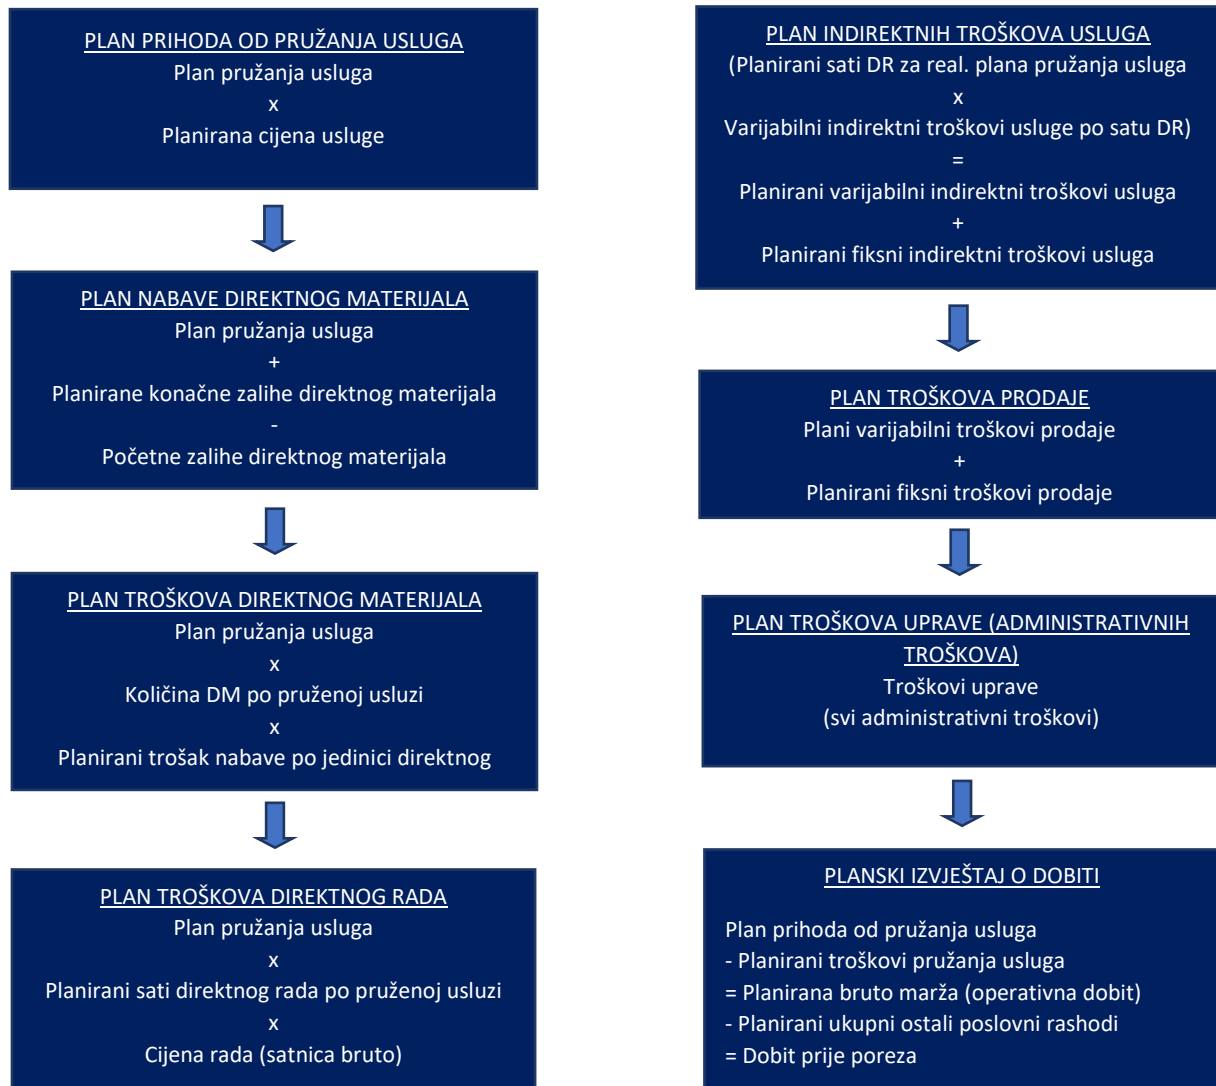 PLAN PRIHODA OD PRUŽANJA USLUGA
Plan pružanja usluga
x
Planirana cijena usluge
PLAN NABAVE DIREKTNOG MATERIJALA
Plan pružanja usluga
+
Planirane konačne zalihe direktnog materijala
-
Početne zalihe direktnog materijala
PLAN TROŠKOVA DIREKTNOG MATERIJALA
Plan pružanja usluga
x
Količina DM po pruženoj usluzi
x
Planirani trošak nabave po jedinici direktnog
PLAN TROŠKOVA DIREKTNOG RADA
Plan pružanja usluga
x
Planirani sati direktnog rada po pruženoj usluzi
x
Cijena rada (satnica bruto)
PLAN INDIREKTNIH TROŠKOVA USLUGA
(Planirani sati DR za real. plana pružanja usluga
x
Varijabilni indirektni troškovi usluge po satu DR)
=
Planirani varijabilni indirektni troškovi usluga
+
Planirani fiksni indirektni troškovi usluga
PLAN TROŠKOVA PRODAJE
Plani varijabilni troškovi prodaje
+
Planirani fiksni troškovi prodaje
PLAN TROŠKOVA UPRAVE (ADMINISTRATIVNIH
TROŠKOVA)
Troškovi uprave
(svi administrativni troškovi)
PLANSKI IZVJEŠTAJ O DOBITI
Plan prihoda od pružanja usluga
- Planirani troškovi pružanja usluga
= Planirana bruto marža (operativna dobit)
- Planirani ukupni ostali poslovni rashodi
= Dobit prije poreza